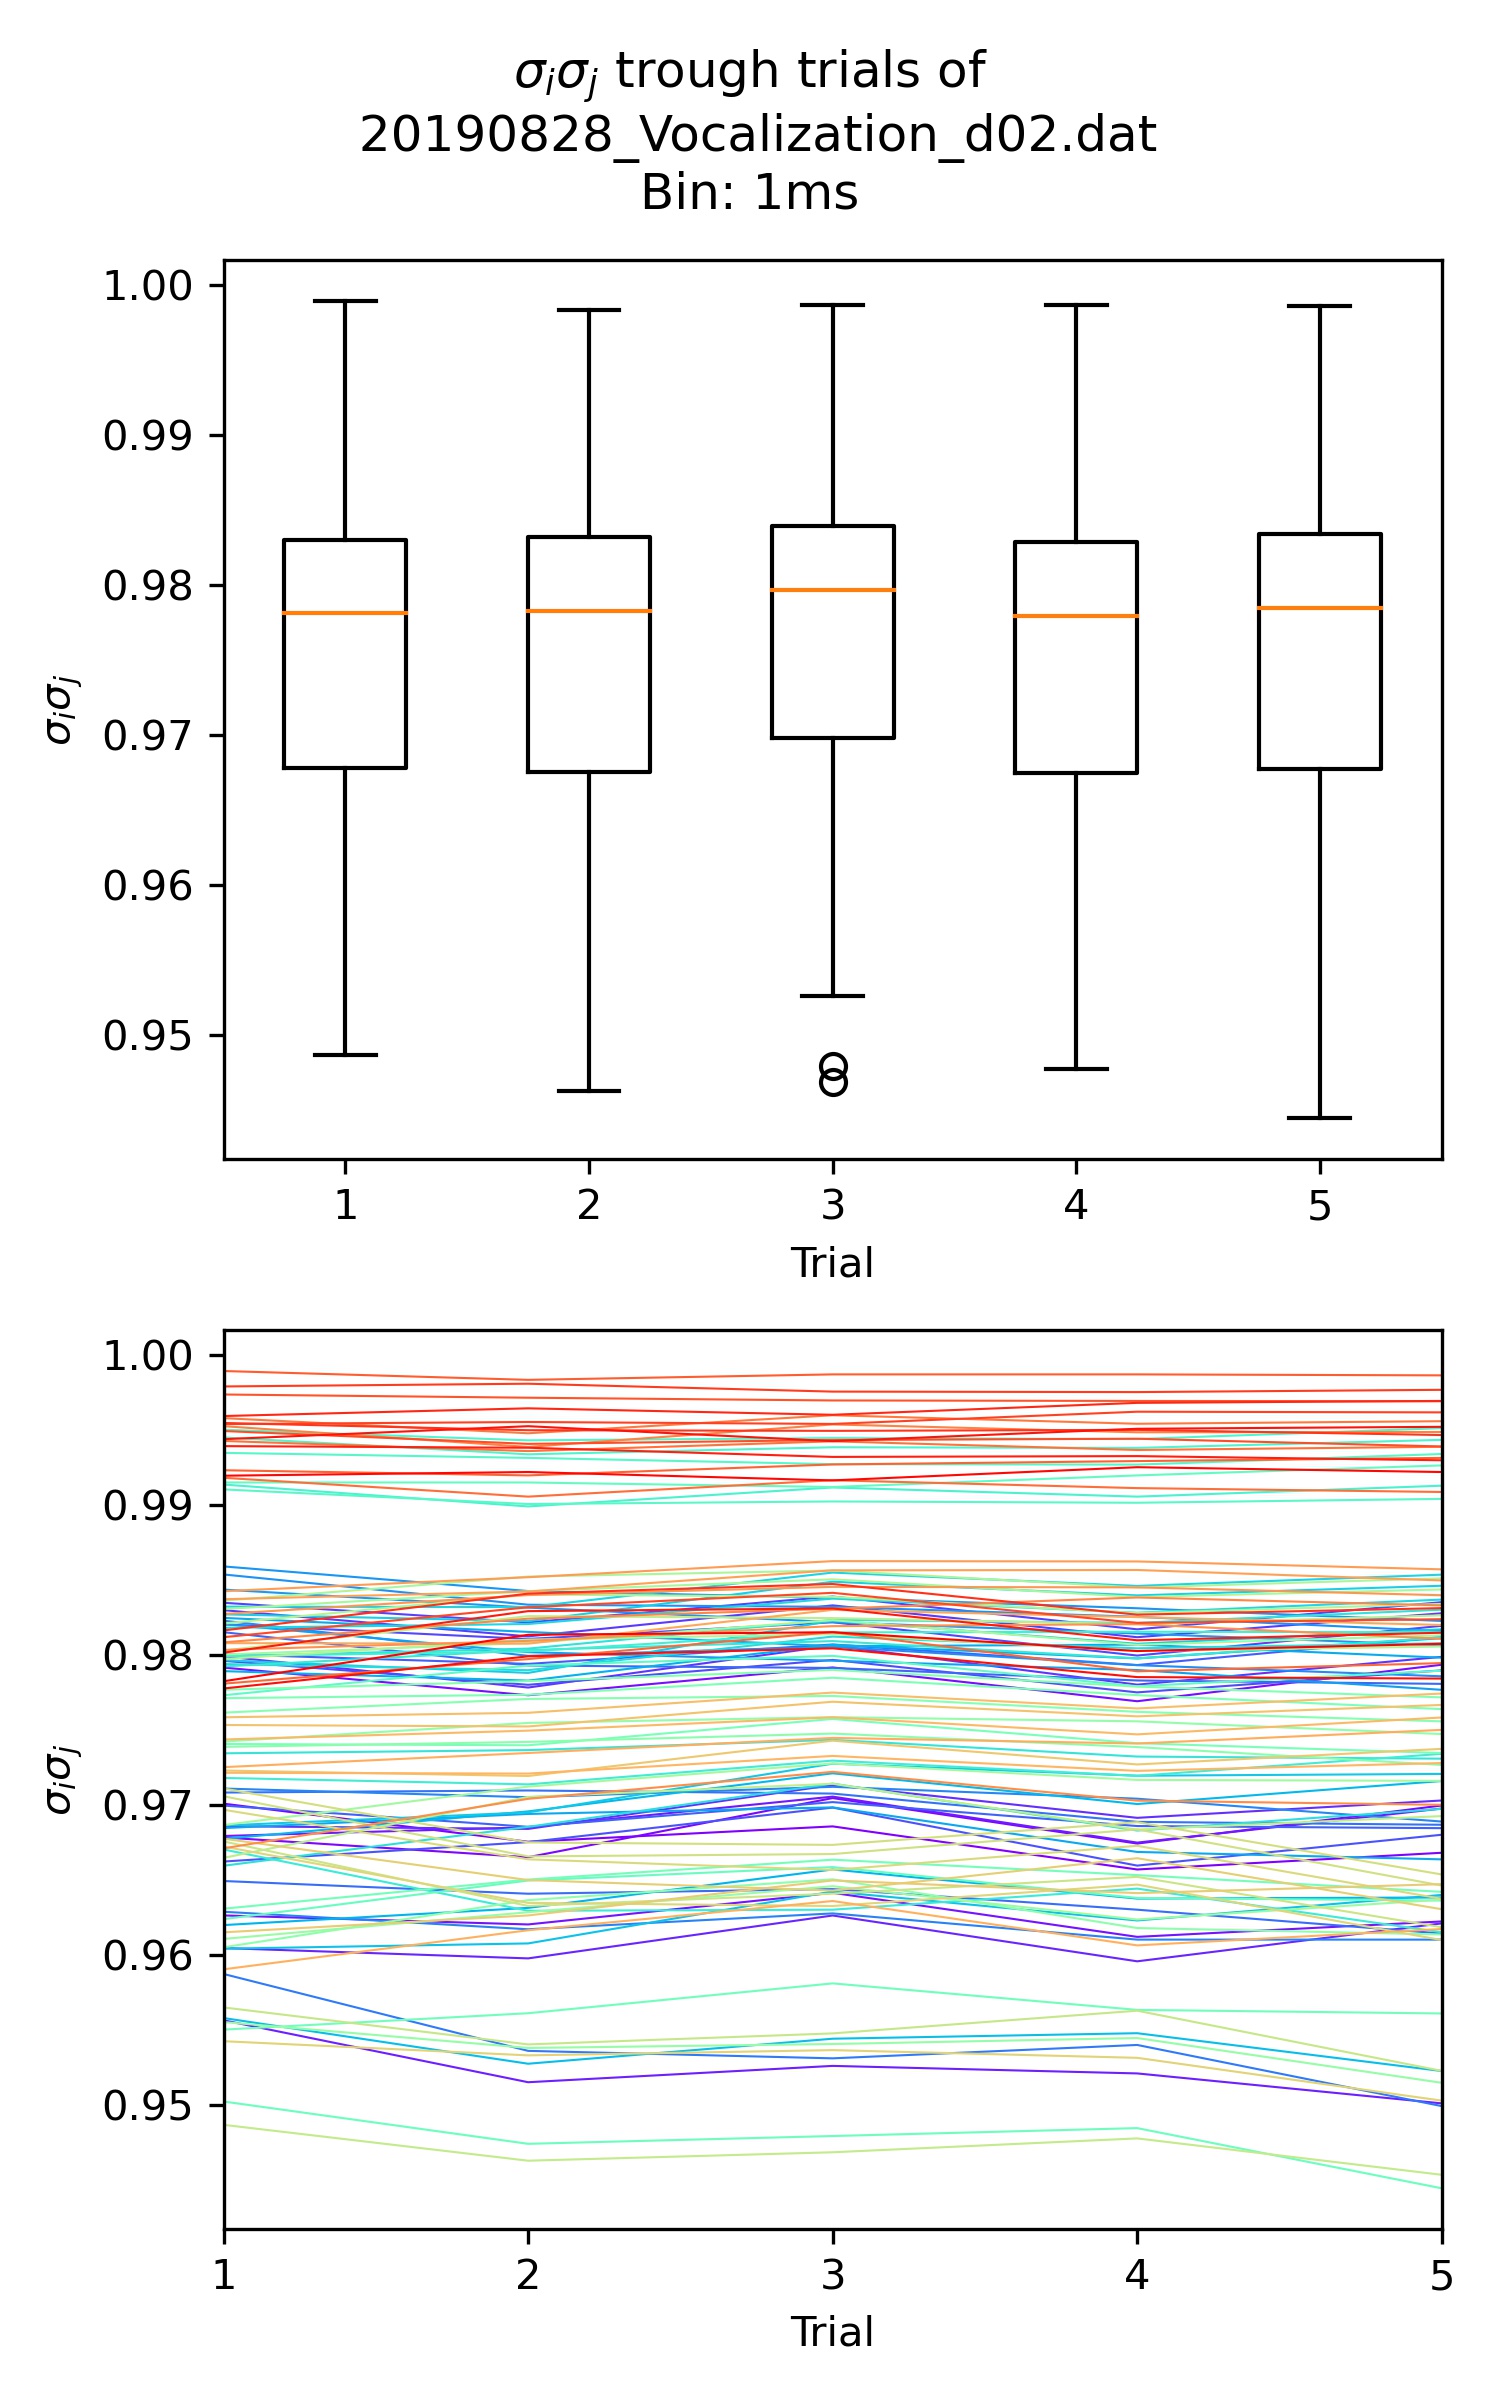 σᵢσⱼ trough trials of
20190828_Vocalization_d02.dat
Bin: 1ms
1.00
0.99
0.98
0.97
0.96
0.95
σᵢσⱼ
1 2 3 4 5
Trial
1.00
0.99
0.98
0.97
0.96
0.95
σᵢσⱼ
1 2 3 4 5
Trial